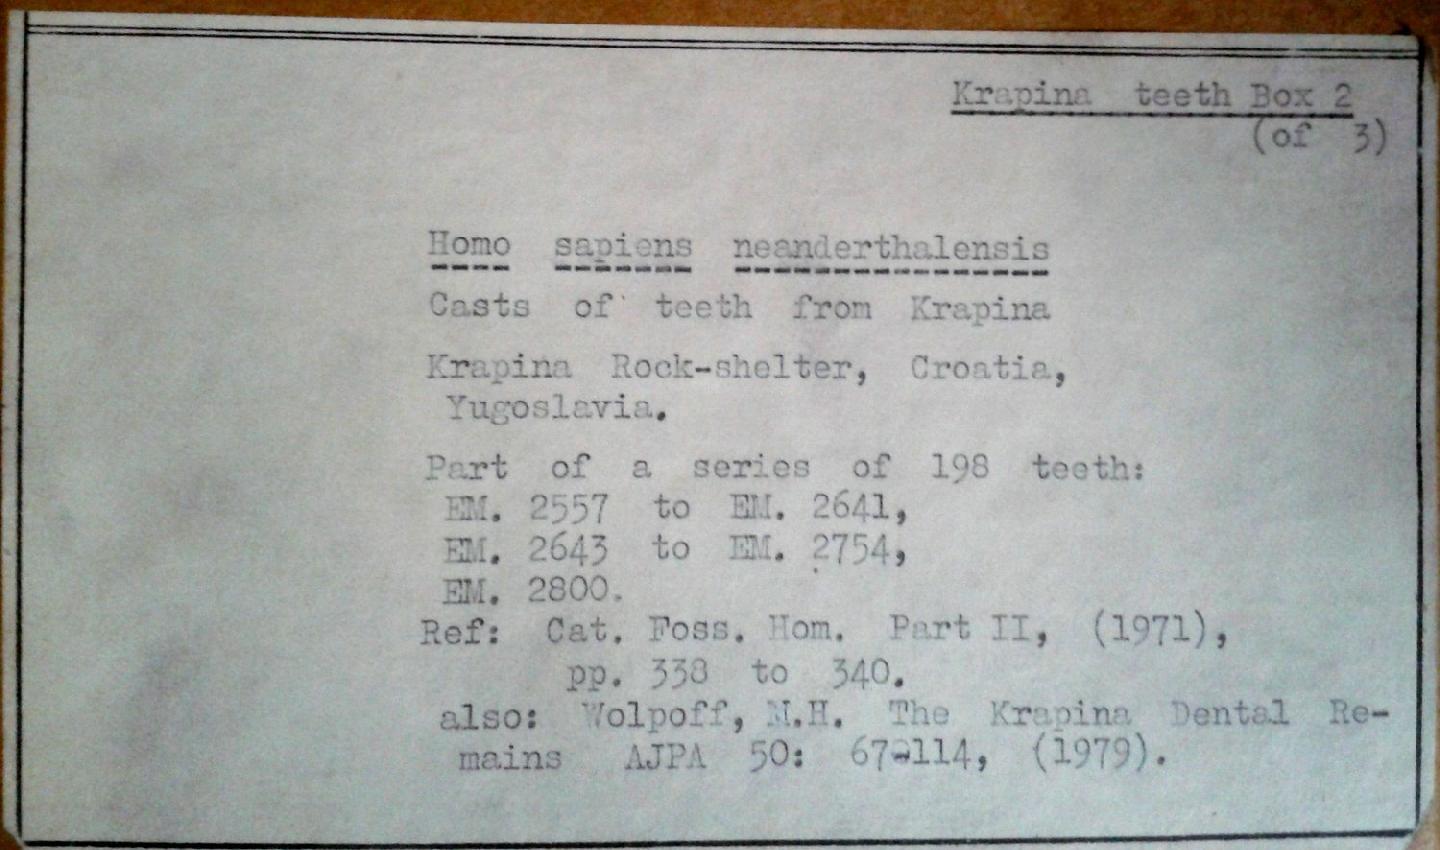 Krapina teeth Box 2
(of 3)
Homo sapiens neanderthalensis
Casts of teeth from Krapina
Krapina Rock-shelter, Croatia,
Yugoslavia.
Part of a series of 198 teeth:
EM. 2557 to EM. 2641,
EM. 2643 to EM. 2754,
EM. 2800.
Ref: Cat. Foss. Hom. Part II, (1971),
pp. 338 to 340.
also: Wolpoff, M.H. The Krapina Dental Re-
mains AJPA 50: 67-114, (1979).